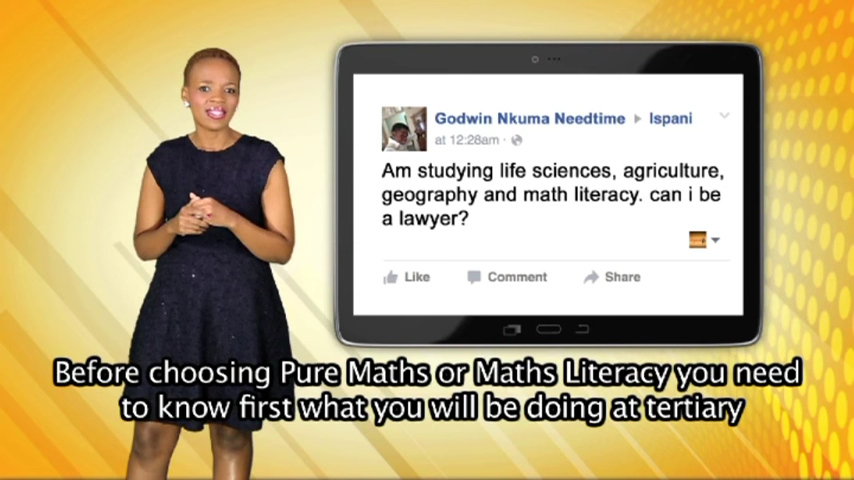 Godwin Nkuma Needtime Ispani
at 12:28am ·
Am studying life sciences, agriculture,
geography and math literacy. can i be
a lawyer?
Like Comment Share
Before choosing Pure Maths or Maths Literacy you need
to know first what you will be doing at tertiary